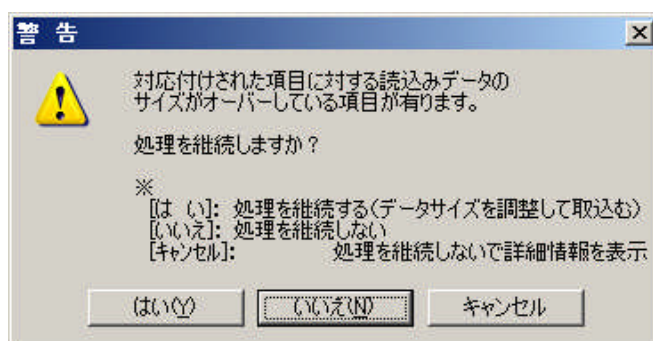 警 告
対応付けされた項目に対する読込みデータの
サイズがオーバーしている項目が有ります。
処理を継続しますか？
※
[(は い]: 処理を継続する(データサイズを調整して取込む)
[(いいえ]: 処理を継続しない
[キャンセル]: 処理を継続しないで詳細情報を表示
(はい(Y) (いいえ(N) キャンセル